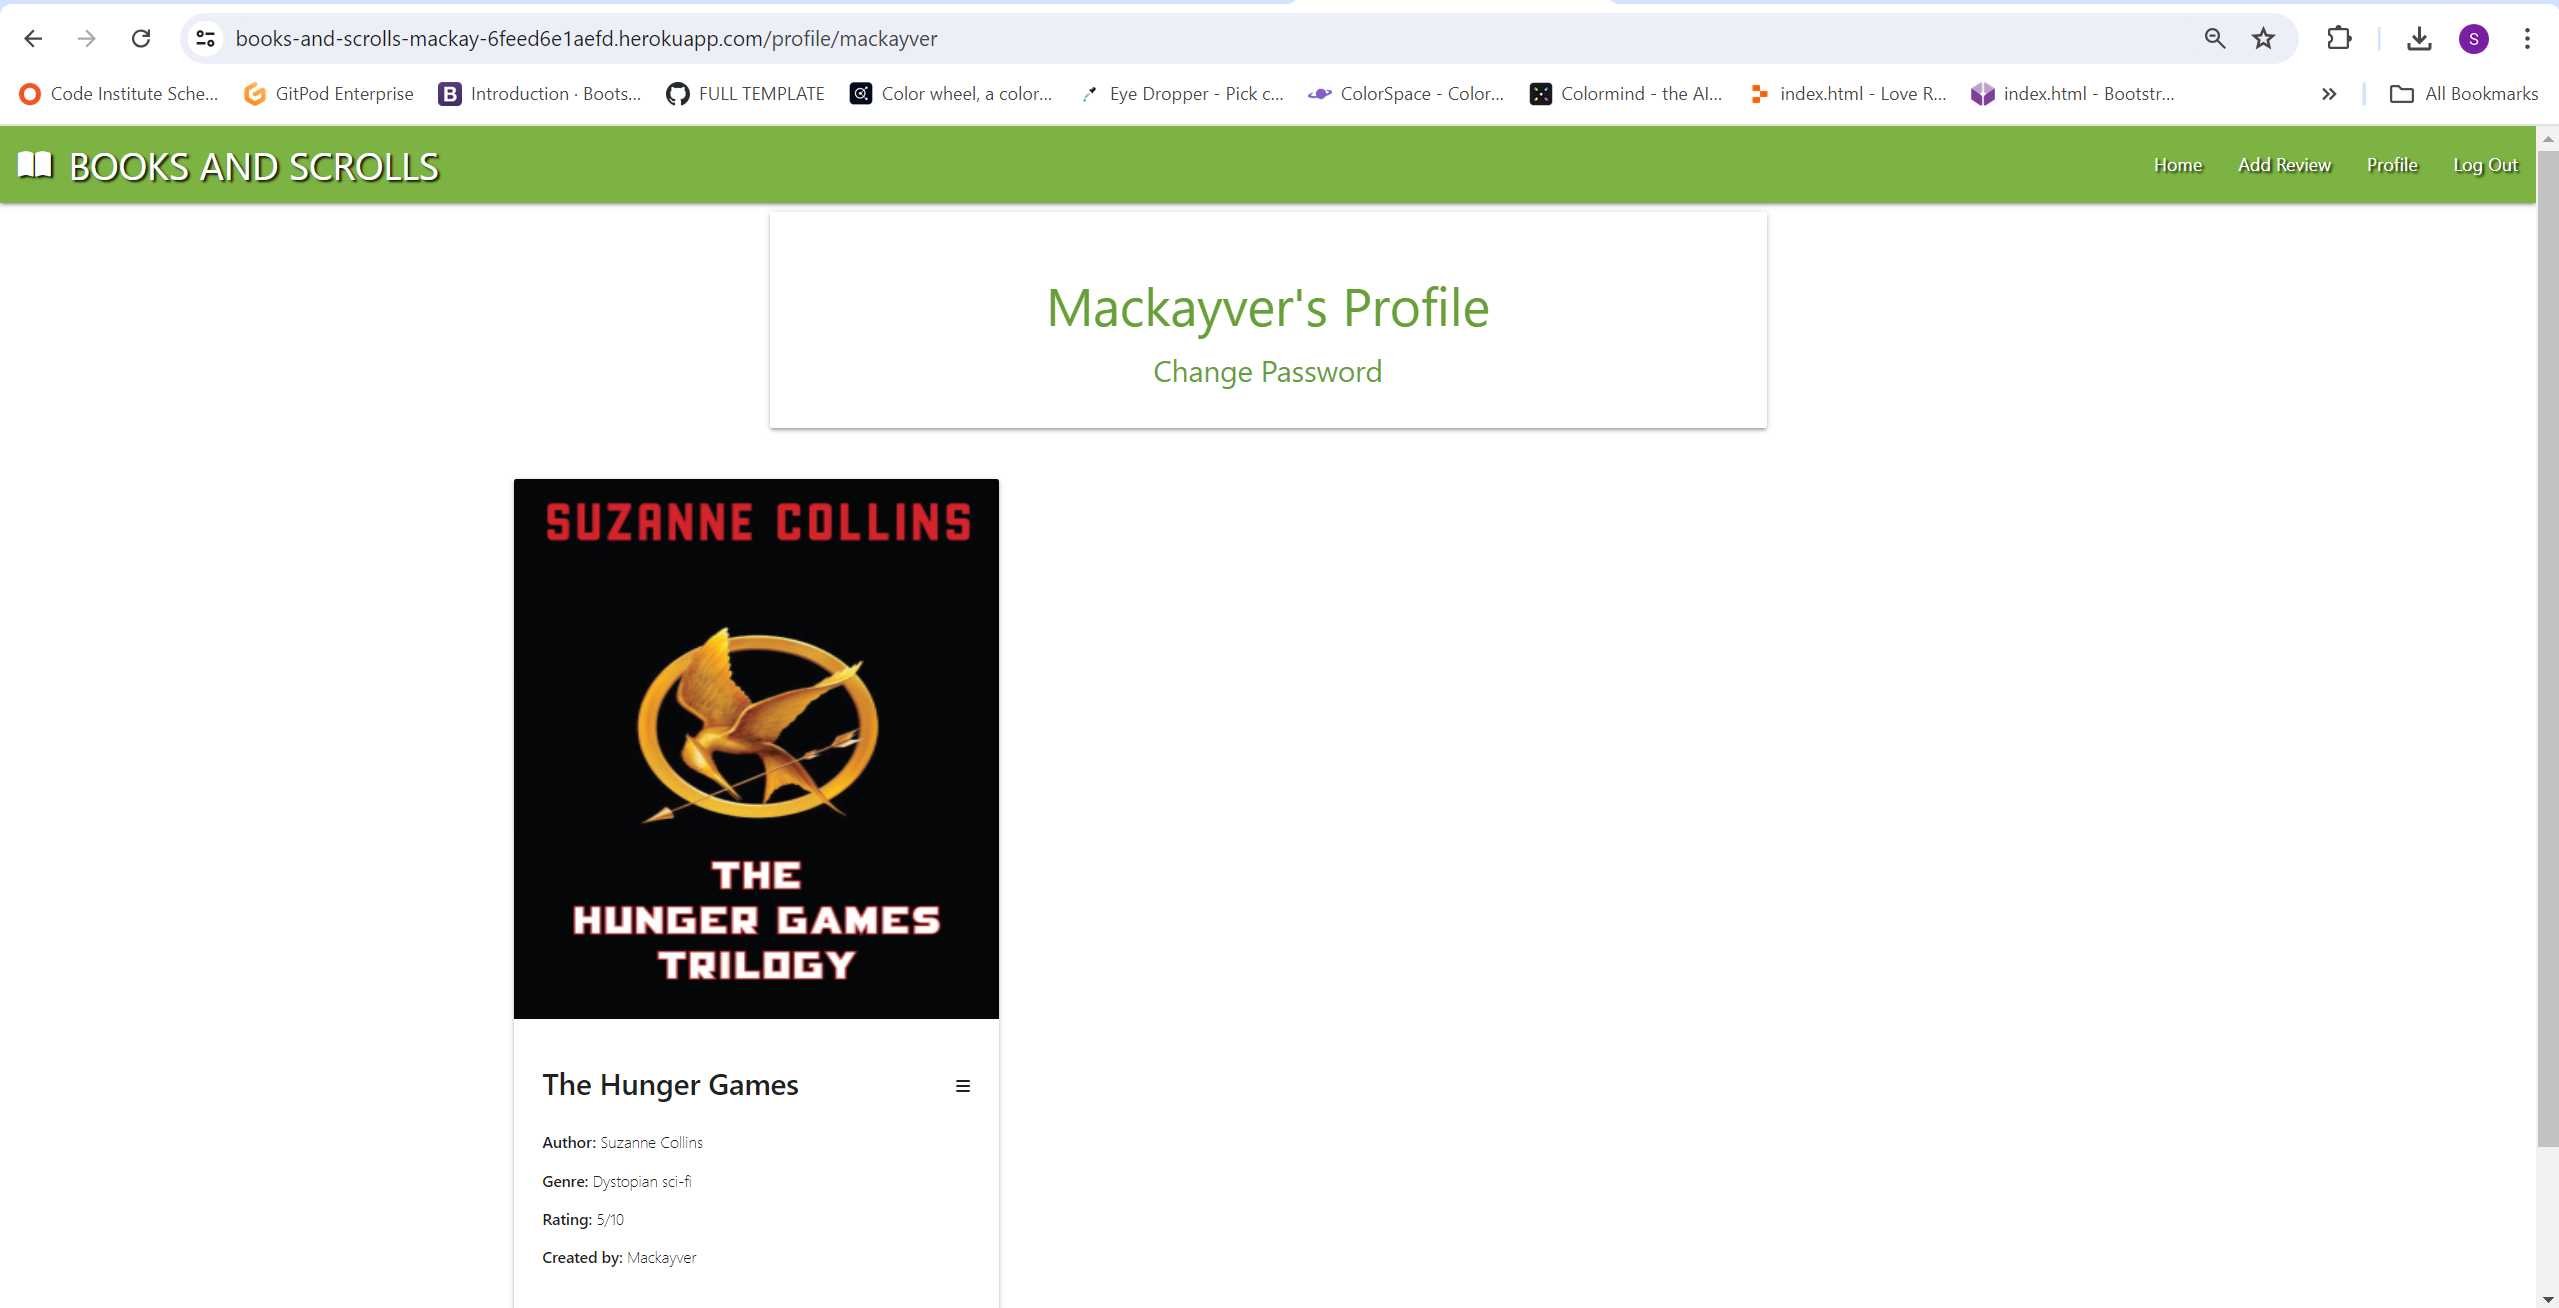 books-and-scrolls-mackay-6feed6e1aefd.herokuapp.com/profile/mackayver
S
Code Institute Sche...
GitPod Enterprise
B
Introduction · Boots...
FULL TEMPLATE
Color wheel, a color...
Eye Dropper - Pick c...
ColorSpace - Color...
Colormind - the AI...
index.html - Love R...
index.html - Bootstr...
All Bookmarks
BOOKS AND SCROLLS
Home
Add Review
Profile
Log Out
Mackayver's Profile
Change Password
SUZANNE COLLINS
THE
HUNGER GAMES
TRILOGY
The Hunger Games
Author: Suzanne Collins
Genre: Dystopian sci-fi
Rating: 5/10
Created by: Mackayver